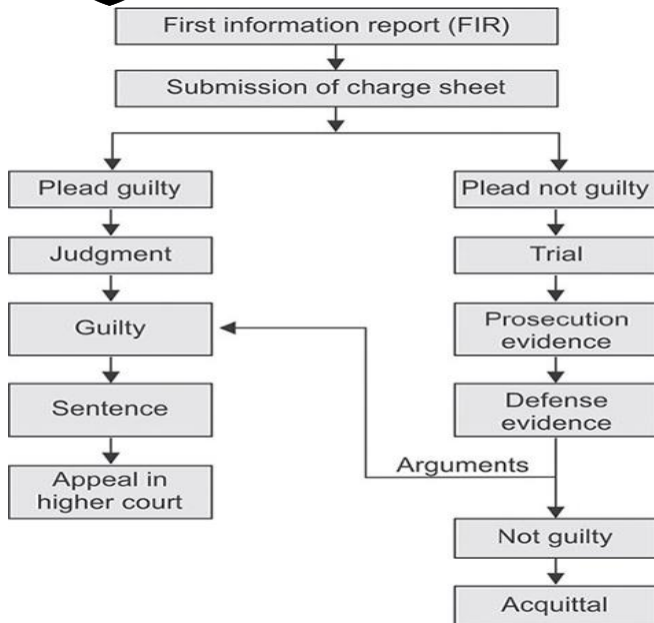 First information report (FIR)
Submission of charge sheet
Plead guilty
Plead not guilty
Judgment
Trial
Guilty
Prosecution
evidence
Sentence
Defense
evidence
Arguments
Appeal in
higher court
Not guilty
Acquittal